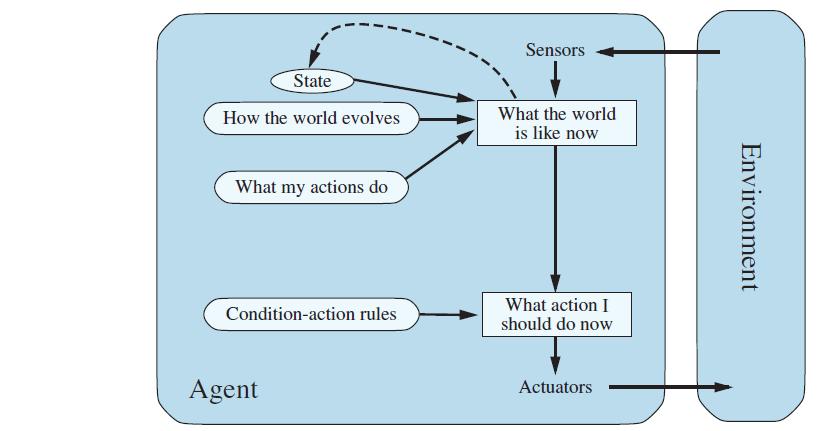 Sensors
State
How the world evolves
What the world
is like now
What my actions do
Environment
Condition-action rules
What action I
should do now
Agent
Actuators